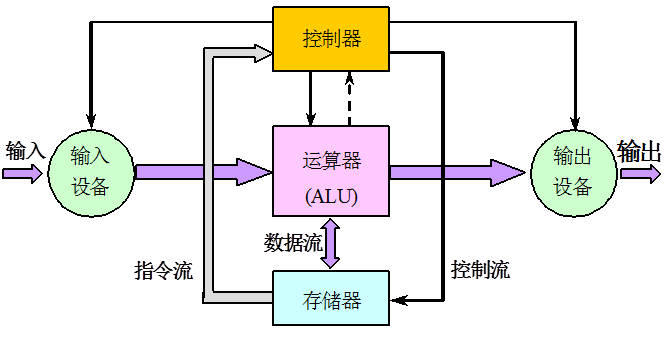 控制器
输入
输入
设备
运算器
(ALU)
输出
设备
输出
数据流
指令流
控制流
存储器